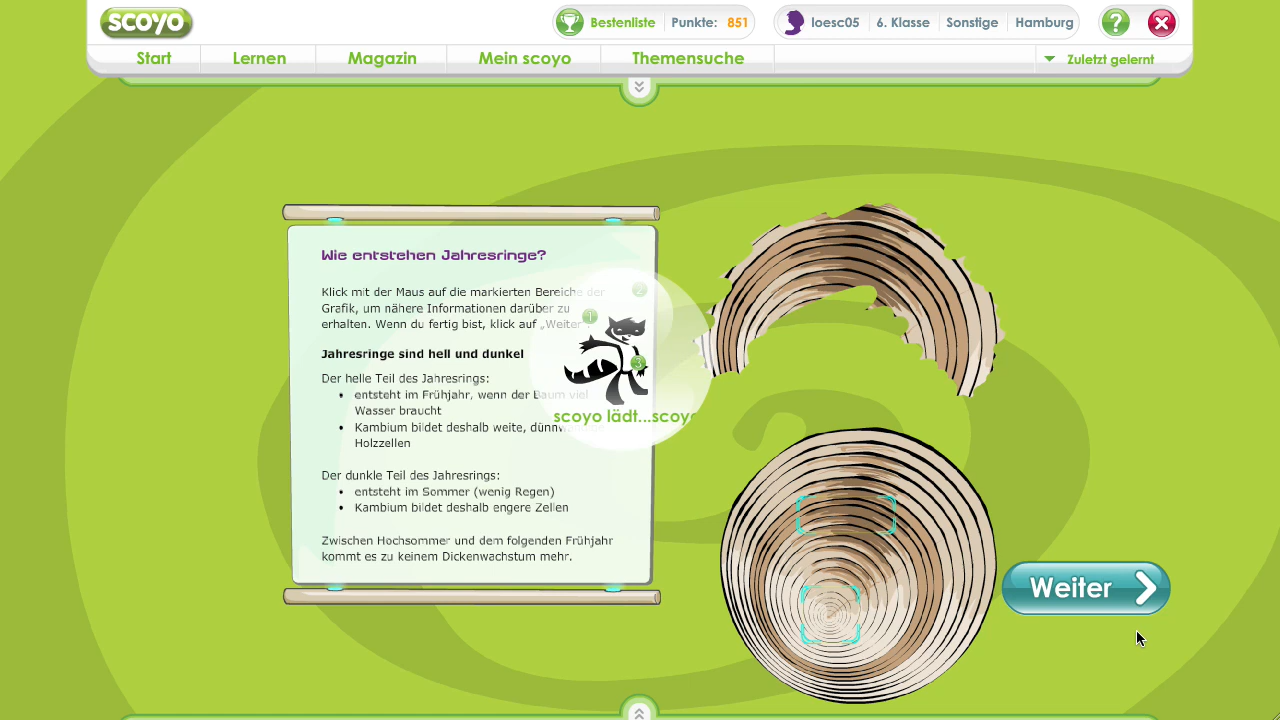 scoyo
Bestenliste
Punkte: 851
loesc05
6. Klasse
Sonstige
Hamburg
?
Start
Lernen
Magazin
Mein scoyo
Themensuche
Zuletzt gelernt
Wie entstehen Jahresringe?
Klick mit der Maus auf die markierten Bereiche der
Grafik, um nähere Informationen darüber zu
erhalten. Wenn du fertig bist, klick auf „Weiter".
Jahresringe sind hell und dunkel
Der helle Teil des Jahresrings:
• entsteht im Frühjahr, wenn der Baum viel
Wasser braucht
• Kambium bildet deshalb weite,
Holzzellen
Der dunkle Teil des Jahresrings:
• entsteht im Sommer (wenig Regen)
• Kambium bildet deshalb engere Zellen
Zwischen Hochsommer und dem folgenden Frühjahr
kommt es zu keinem Dickenwachstum mehr.
2
1
3
scoyo lädt...scoyo
Weiter